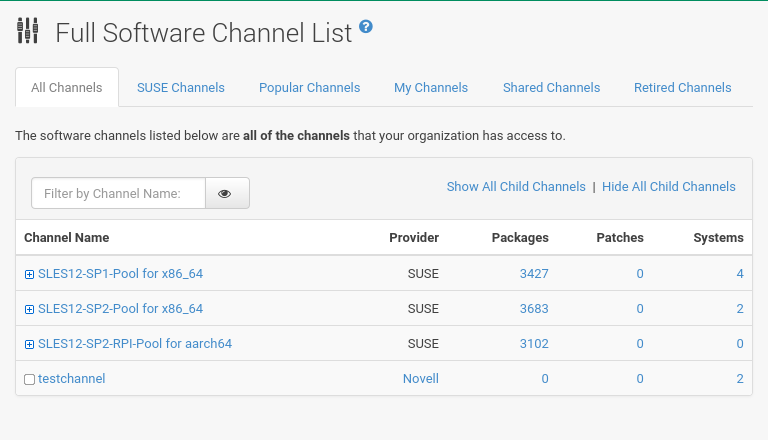 Full Software Channel List ?
All Channels SUSE Channels Popular Channels My Channels Shared Channels Retired Channels
The software channels listed below are all of the channels that your organization has access to.
Filter by Channel Name: Show All Child Channels | Hide All Child Channels
Channel Name Provider Packages Patches Systems
SLES12-SP1-Pool for x86_64 SUSE 3427 0 4
SLES12-SP2-Pool for x86_64 SUSE 3683 0 2
SLES12-SP2-RPI-Pool for aarch64 SUSE 3102 0 0
testchannel Novell 0 0 2